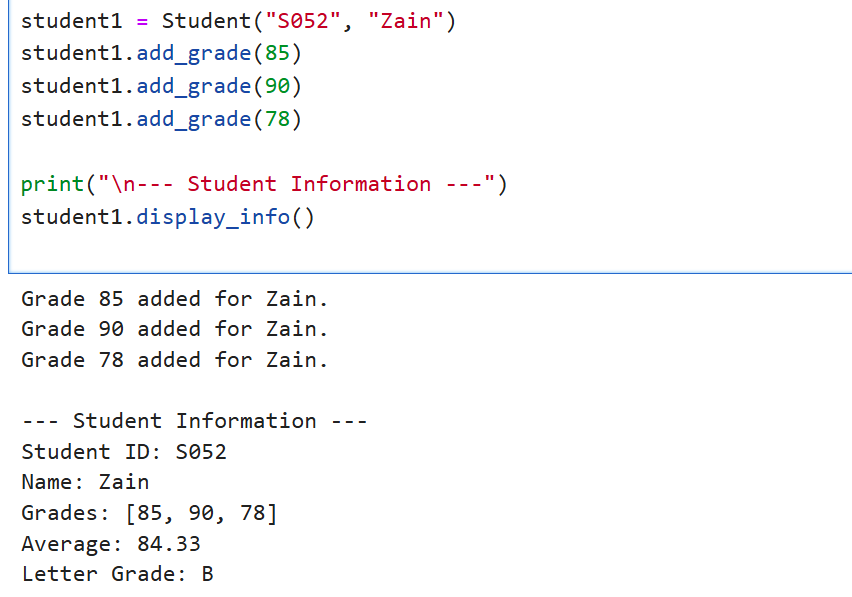 student1 = Student("S052", "Zain")
student1.add_grade(85)
student1.add_grade(90)
student1.add_grade(78)
print("\n--- Student Information ---")
student1.display_info()
Grade 85 added for Zain.
Grade 90 added for Zain.
Grade 78 added for Zain.
--- Student Information ---
Student ID: S052
Name: Zain
Grades: [85, 90, 78]
Average: 84.33
Letter Grade: B